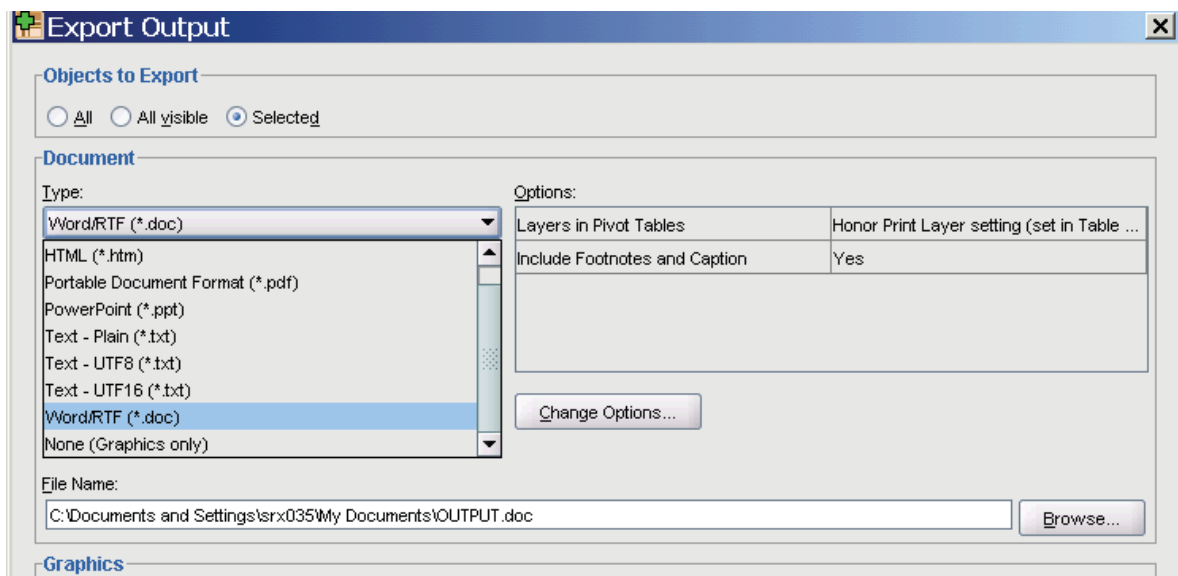 Export Output
Objects to Export
All All visible Selected
Document
Type:
Word/RTF (*.doc)
HTML (*.htm)
Portable Document Format (*.pdf)
PowerPoint (*.ppt)
Text - Plain (*.txt)
Text - UTF8 (*.txt)
Text - UTF16 (*.txt)
Word/RTF (*.doc)
None (Graphics only)
Options:
Layers in Pivot Tables Honor Print Layer setting (set in Table ...
Include Footnotes and Caption Yes
Change Options...
File Name:
C:\Documents and Settings\srx035\My Documents\OUTPUT.doc
Browse...
Graphics